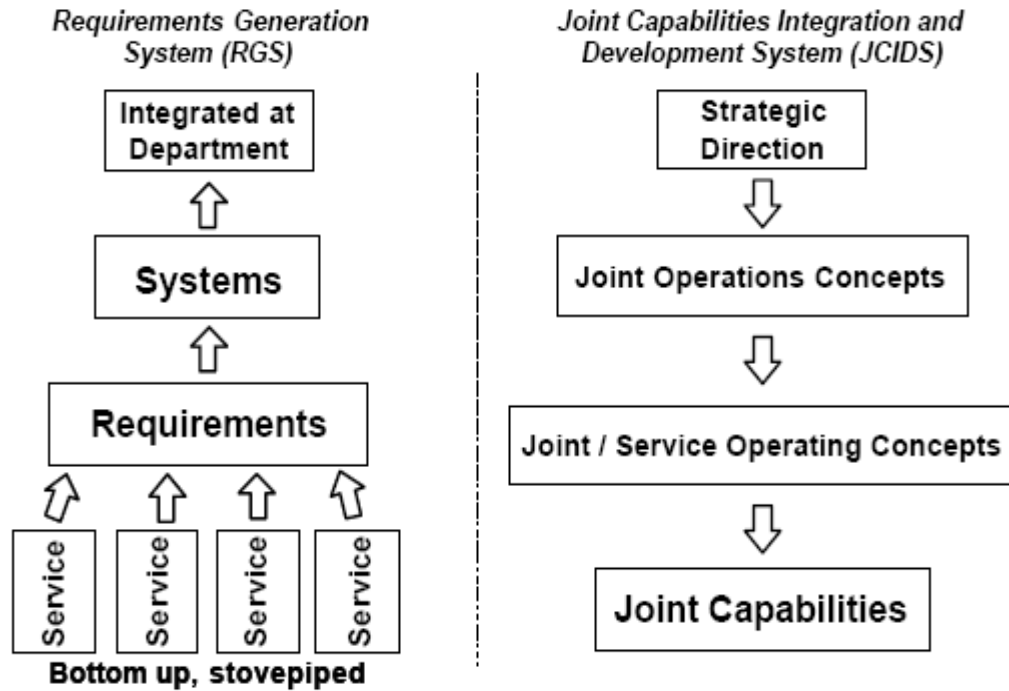 Requirements Generation
System (RGS)
Integrated at
Department
Systems
Requirements
Service
Service
Service
Service
Bottom up, stovepiped
Joint Capabilities Integration and
Development System (JCIDS)
Strategic
Direction
Joint Operations Concepts
Joint / Service Operating Concepts
Joint Capabilities